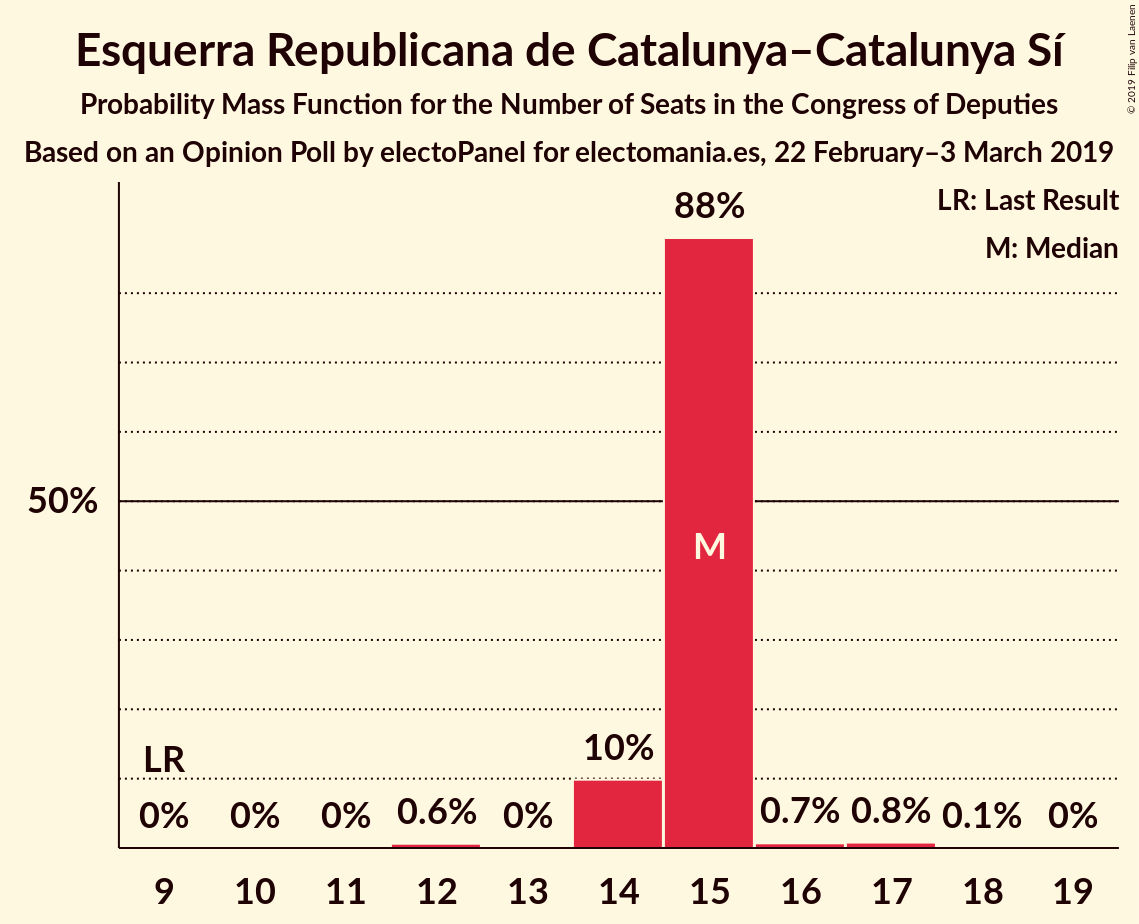 Esquerra Republicana de Catalunya–Catalunya Sí
Probability Mass Function for the Number of Seats in the Congress of Deputies
Based on an Opinion Poll by electoPanel for electomania.es, 22 February–3 March 2019
© 2019 Filip van Laenen
LR: Last Result
M: Median
88%
50%
M
LR
10%
0% 0% 0% 0.6% 0% 0.7% 0.8% 0.1% 0%
9 10 11 12 13 14 15 16 17 18 19